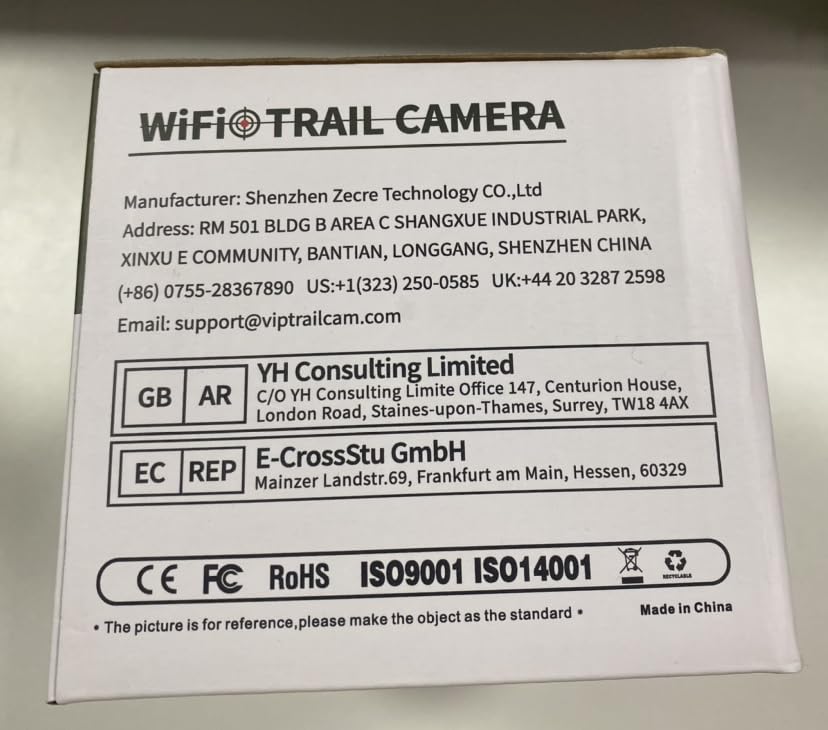 WiFi TRAIL CAMERA
Manufacturer: Shenzhen Zecre Technology CO.,Ltd
Address: RM 501 BLDG B AREA C SHANGXUE INDUSTRIAL PARK,
XINXU E COMMUNITY, BANTIAN, LONGGANG, SHENZHEN CHINA
(+86) 0755-28367890 US:+1(323) 250-0585 UK:+44 20 3287 2598
Email: support@viptrailcam.com
GB AR
YH Consulting Limited
C/O YH Consulting Limite Office 147, Centurion House,
London Road, Staines-upon-Thames, Surrey, TW18 4AX
EC REP
E-CrossStu GmbH
Mainzer Landstr.69, Frankfurt am Main, Hessen, 60329
CE FC RoHS ISO9001 ISO14001
RECYCLABLE
• The picture is for reference,please make the object as the standard •
Made in China